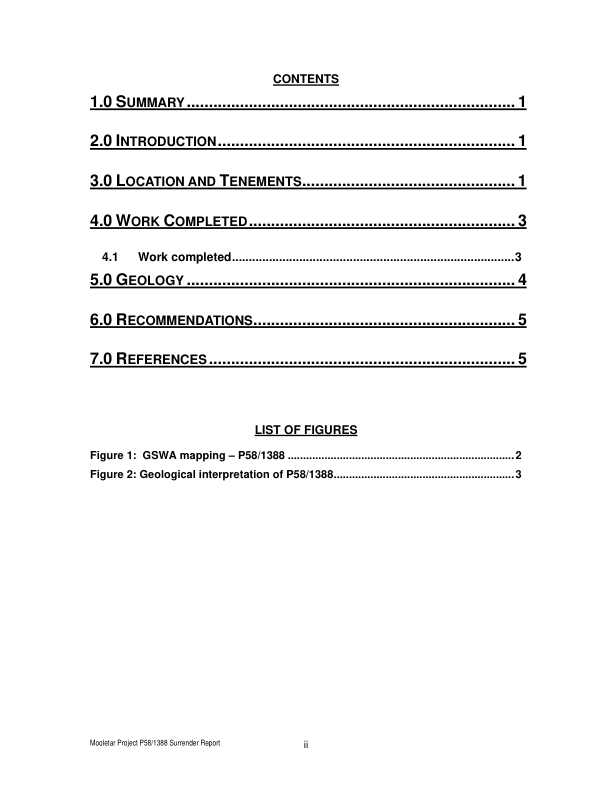 CONTENTS
1.0 SUMMARY........................................................................... 1
2.0 INTRODUCTION.................................................................... 1
3.0 LOCATION AND TENEMENTS................................................ 1
4.0 WORK COMPLETED............................................................ 3
4.1 Work completed.....................................................................................3
5.0 GEOLOGY........................................................................... 4
6.0 RECOMMENDATIONS........................................................... 5
7.0 REFERENCES...................................................................... 5
LIST OF FIGURES
Figure 1: GSWA mapping – P58/1388 ..........................................................................2
Figure 2: Geological interpretation of P58/1388...........................................................3
Mooletar Project P58/1388 Surrender Report ii